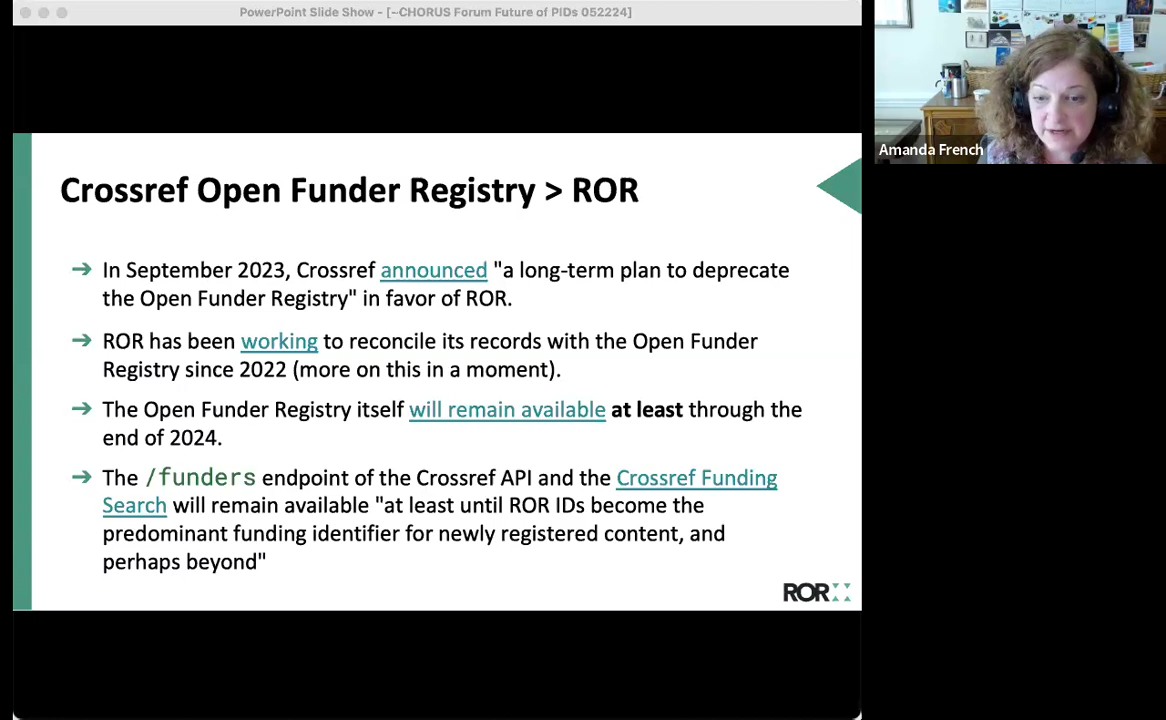 PowerPoint Slide Show - [~CHORUS Forum Future of PIDs 052224]
Amanda French
Crossref Open Funder Registry > ROR
➔ In September 2023, Crossref announced "a long-term plan to deprecate
the Open Funder Registry" in favor of ROR.
➔ ROR has been working to reconcile its records with the Open Funder
Registry since 2022 (more on this in a moment).
➔ The Open Funder Registry itself will remain available at least through the
end of 2024.
➔ The /funders endpoint of the Crossref API and the Crossref Funding
Search will remain available "at least until ROR IDs become the
predominant funding identifier for newly registered content, and
perhaps beyond"
ROR